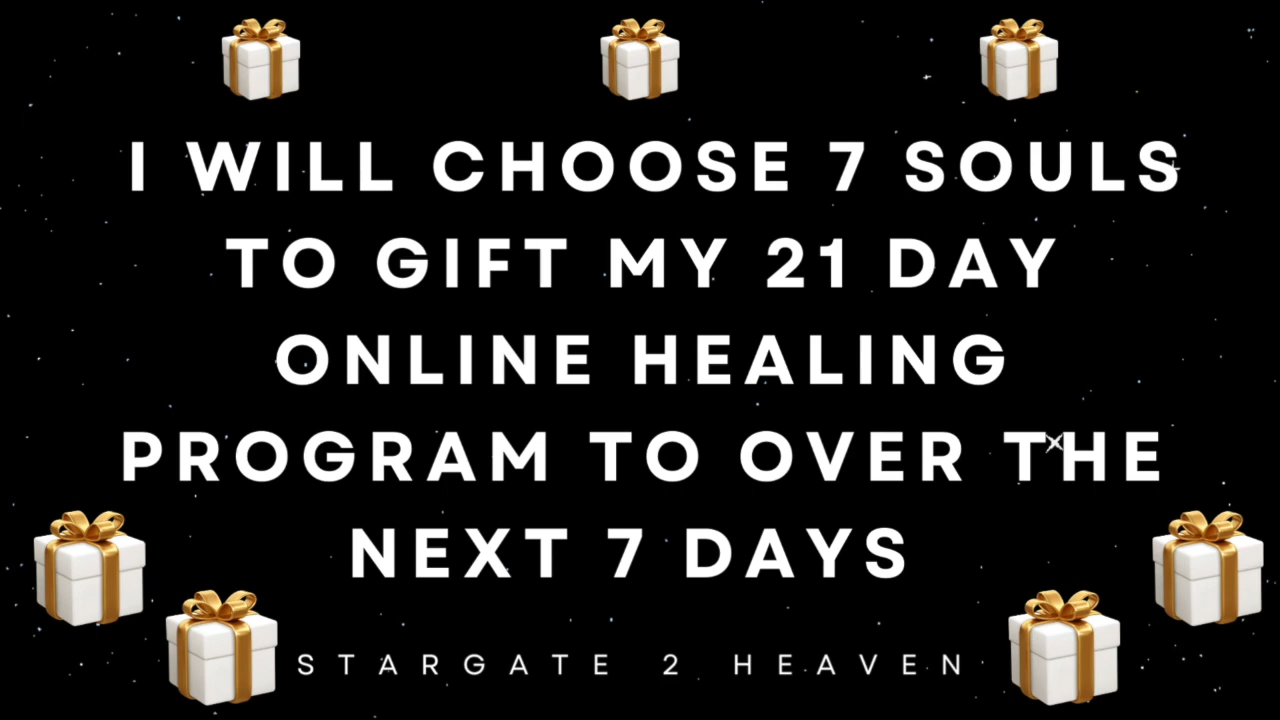 I WILL CHOOSE 7 SOULS
TO GIFT MY 21 DAY
ONLINE HEALING
PROGRAM TO OVER THE
NEXT 7 DAYS
STARGATE 2 HEAVEN